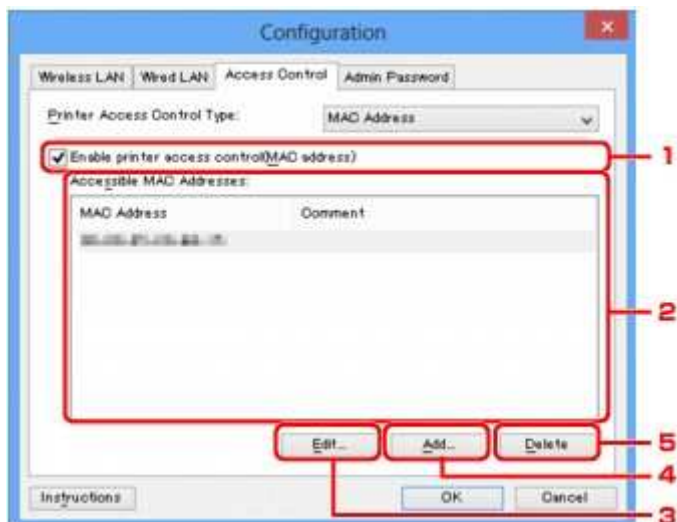 Configuration
Wireless LAN Wired LAN Access Control Admin Password
Printer Access Control Type: MAC Address
Enable printer access control(MAC address) 1
Accessible MAC Addresses:
MAC Address Comment
2
Edit... Add... Delete 5
4
Instructions OK Cancel
3